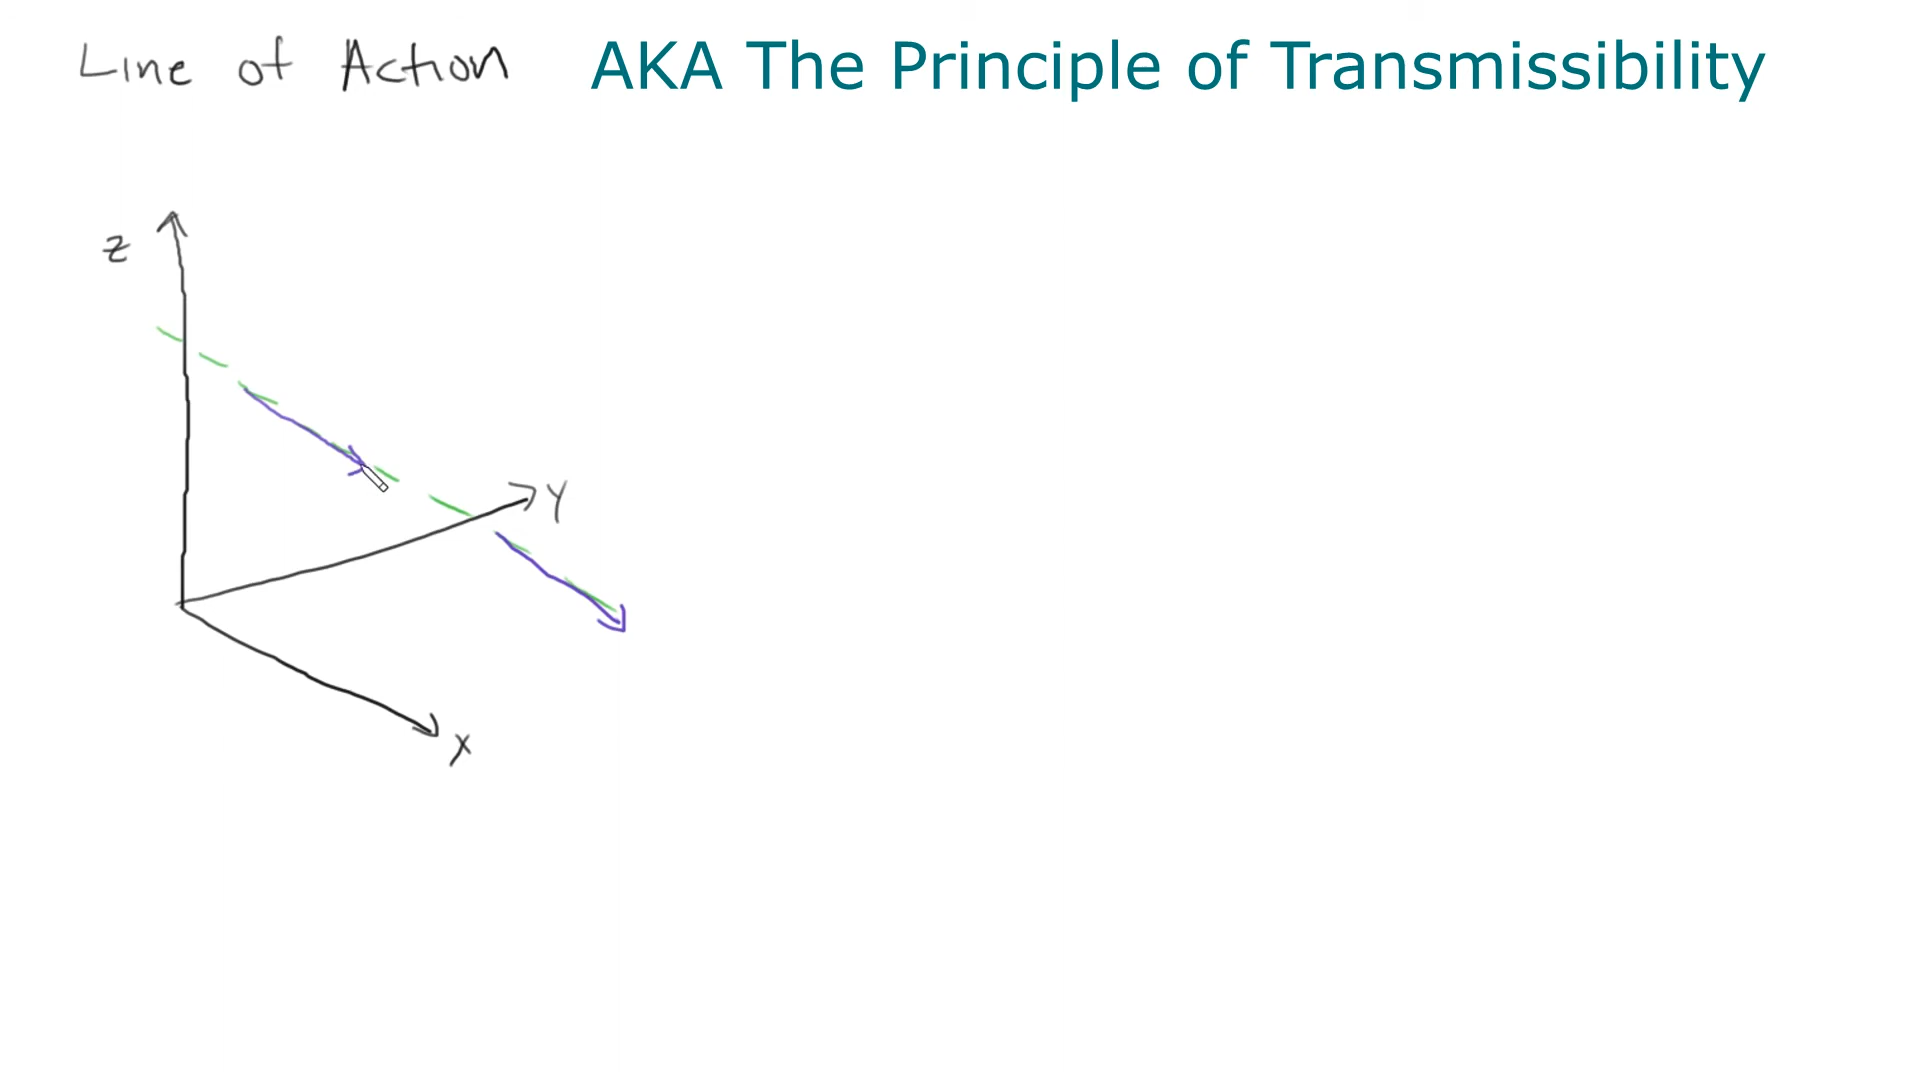 Line of Action AKA The Principle of Transmissibility
z
Y
x